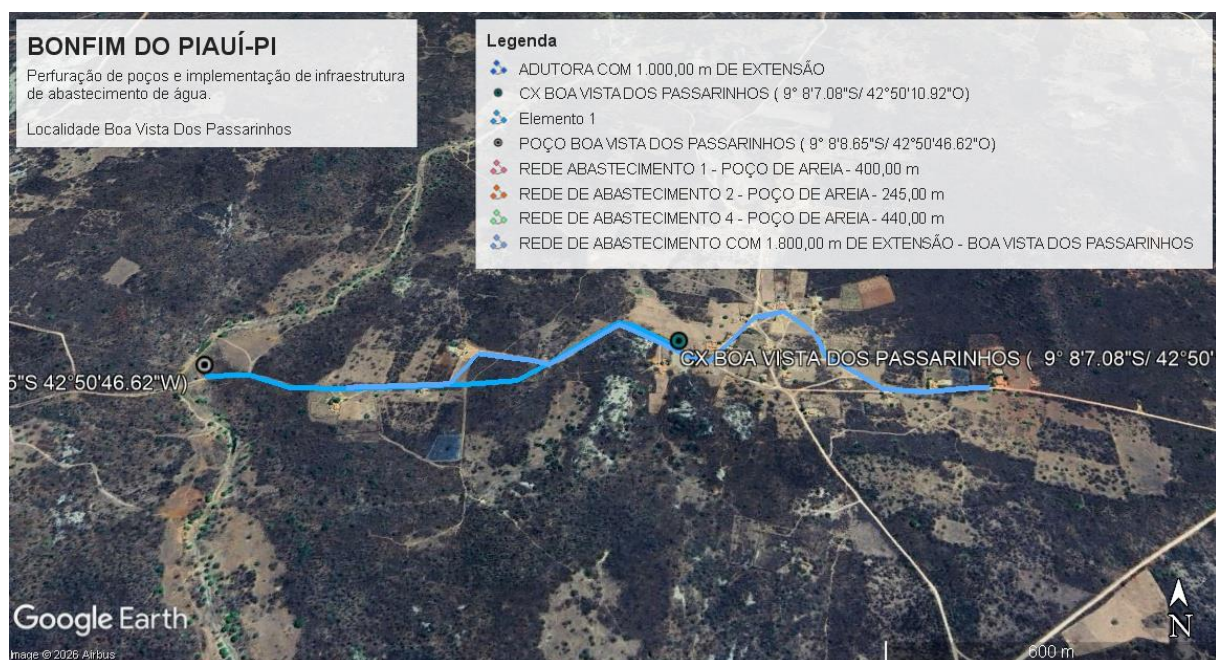 BONFIM DO PIAUÍ-PI
Perfuração de poços e implementação de infraestrutura
de abastecimento de água.
Localidade Boa Vista Dos Passarinhos
Legenda
ADUTORA COM 1.000,00 m DE EXTENSÃO
CX BOA VISTA DOS PASSARINHOS ( 9° 8'7.08"S/ 42°50'10.92"O)
Elemento 1
POÇO BOA VISTA DOS PASSARINHOS ( 9° 8'8.65"S/ 42°50'46.62"O)
REDE ABASTECIMENTO 1 - POÇO DE AREIA - 400,00 m
REDE DE ABASTECIMENTO 2 - POÇO DE AREIA - 245,00 m
REDE DE ABASTECIMENTO 4 - POÇO DE AREIA - 440,00 m
REDE DE ABASTECIMENTO COM 1.800,00 m DE EXTENSÃO - BOA VISTA DOS PASSARINHOS
CX BOA VISTA DOS PASSARINHOS ( 9° 8'7.08"S/ 42°50'
5"S 42°50'46.62"W)
Google Earth
Image © 2026 Airbus
N
600 m